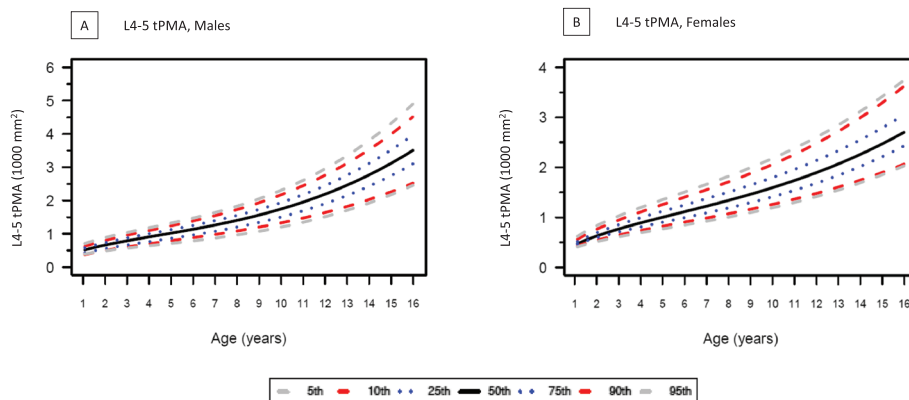 A L4-5 tPMA, Males
B L4-5 tPMA, Females
L4-5 tPMA (1000 mm²)
6
5
4
3
2
1
0
1 2 3 4 5 6 7 8 9 10 11 12 13 14 15 16
Age (years)
L4-5 tPMA (1000 mm²)
4
3
2
1
0
1 2 3 4 5 6 7 8 9 10 11 12 13 14 15 16
Age (years)
5th 10th 25th 50th 75th 90th 95th